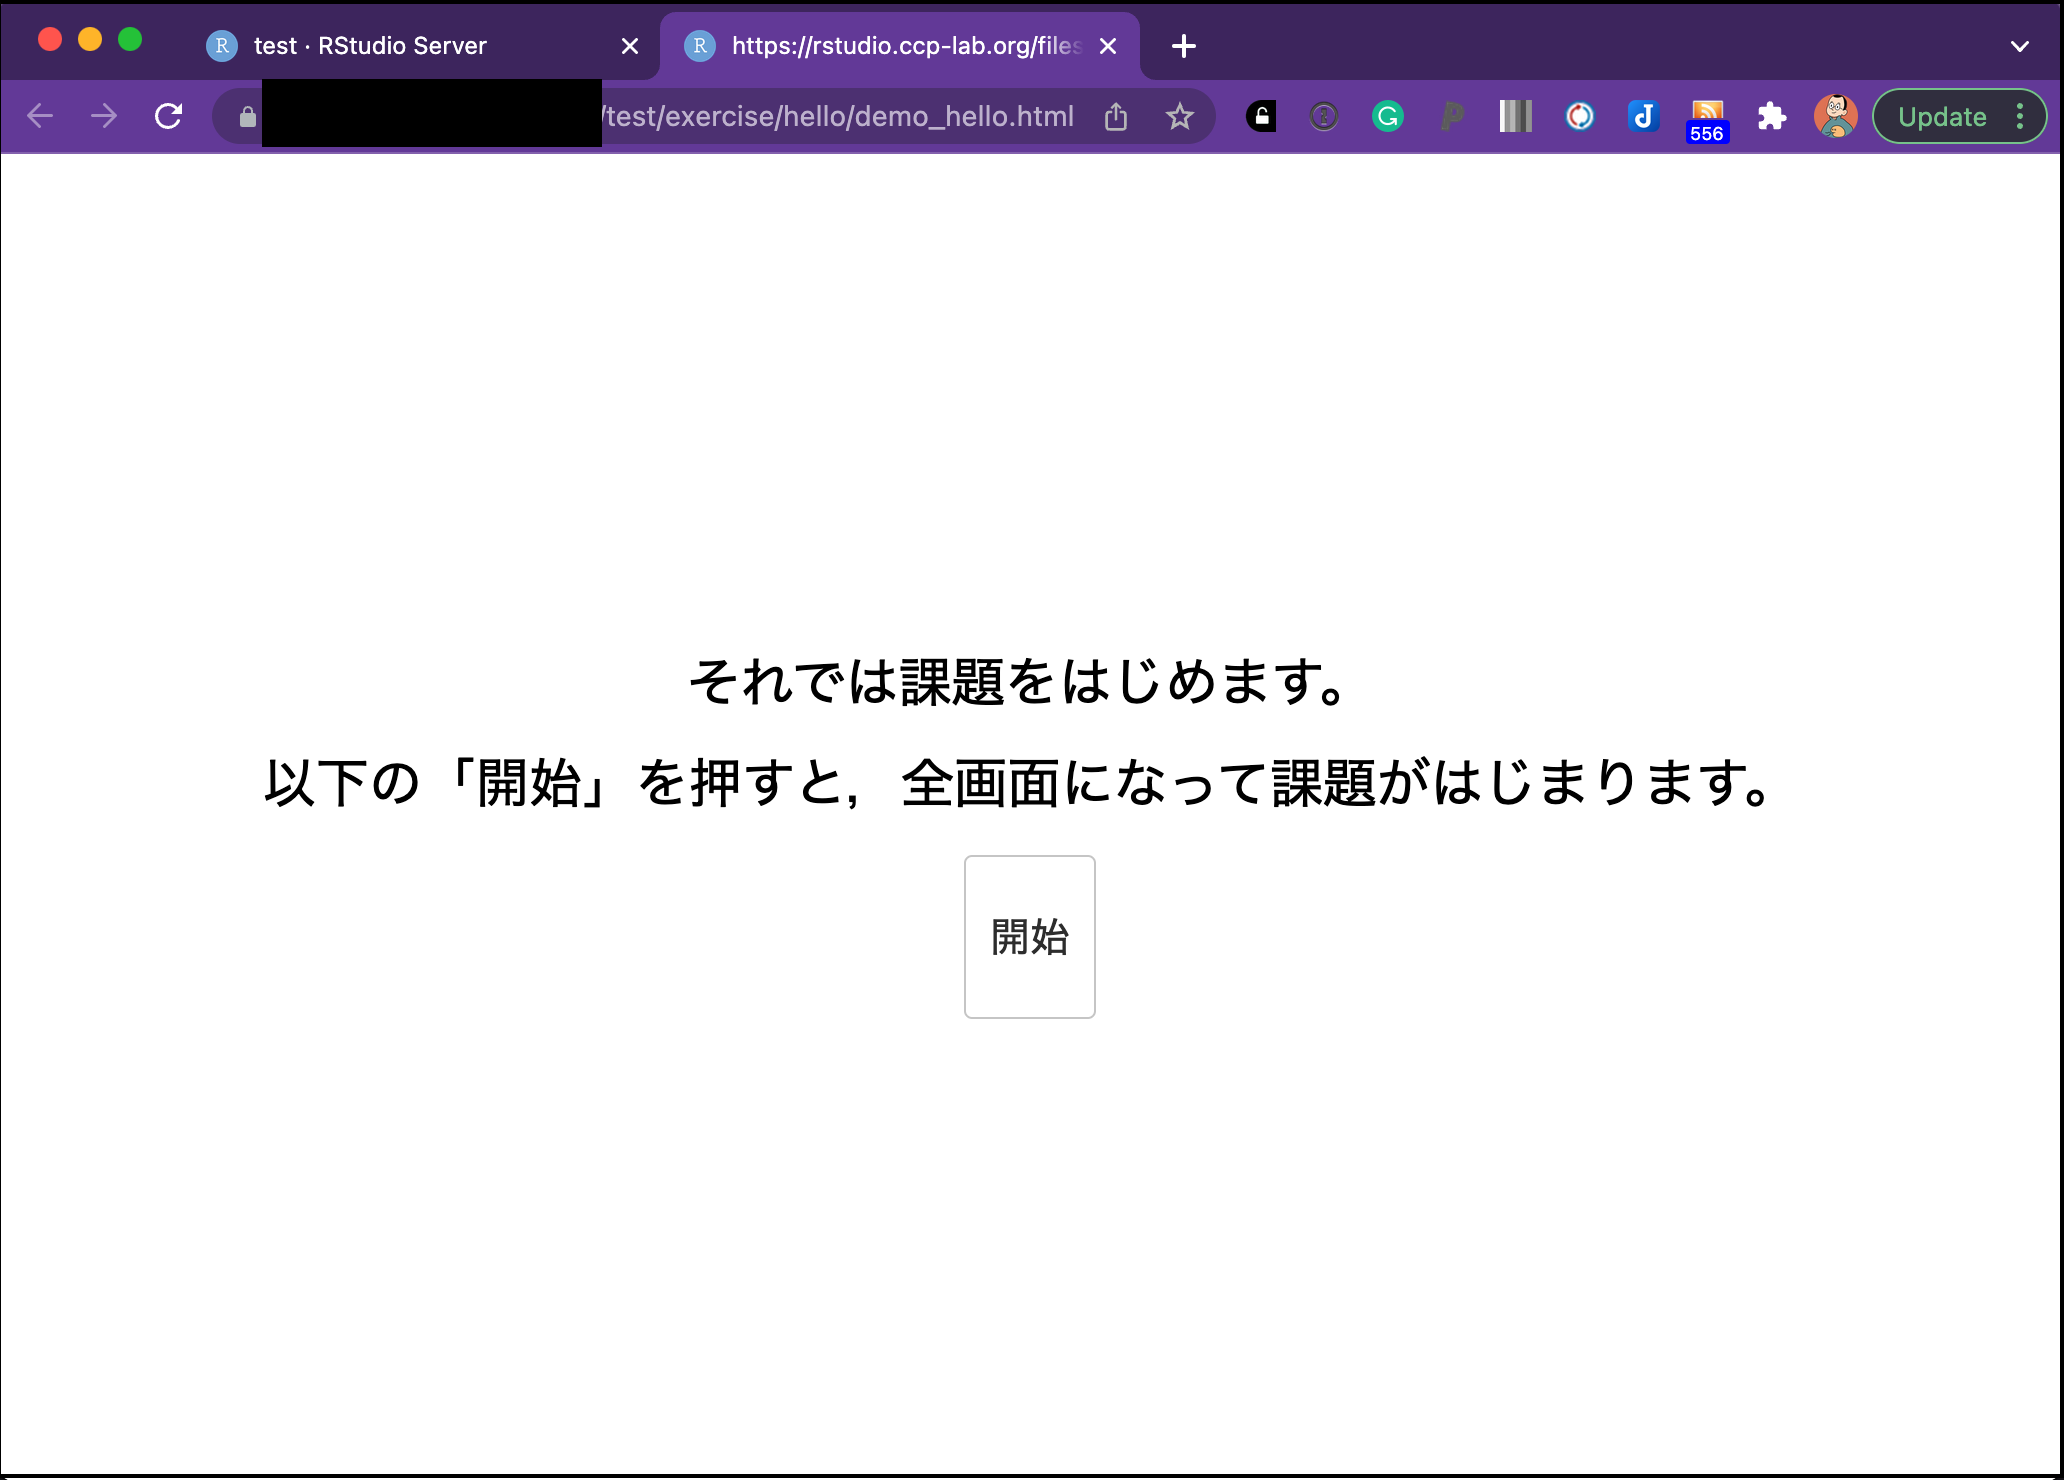 test · RStudio Server
https://rstudio.ccp-lab.org/files
/test/exercise/hello/demo_hello.html
556
Update
それでは課題をはじめます。
以下の「開始」を押すと，全画面になって課題がはじまります。
開始